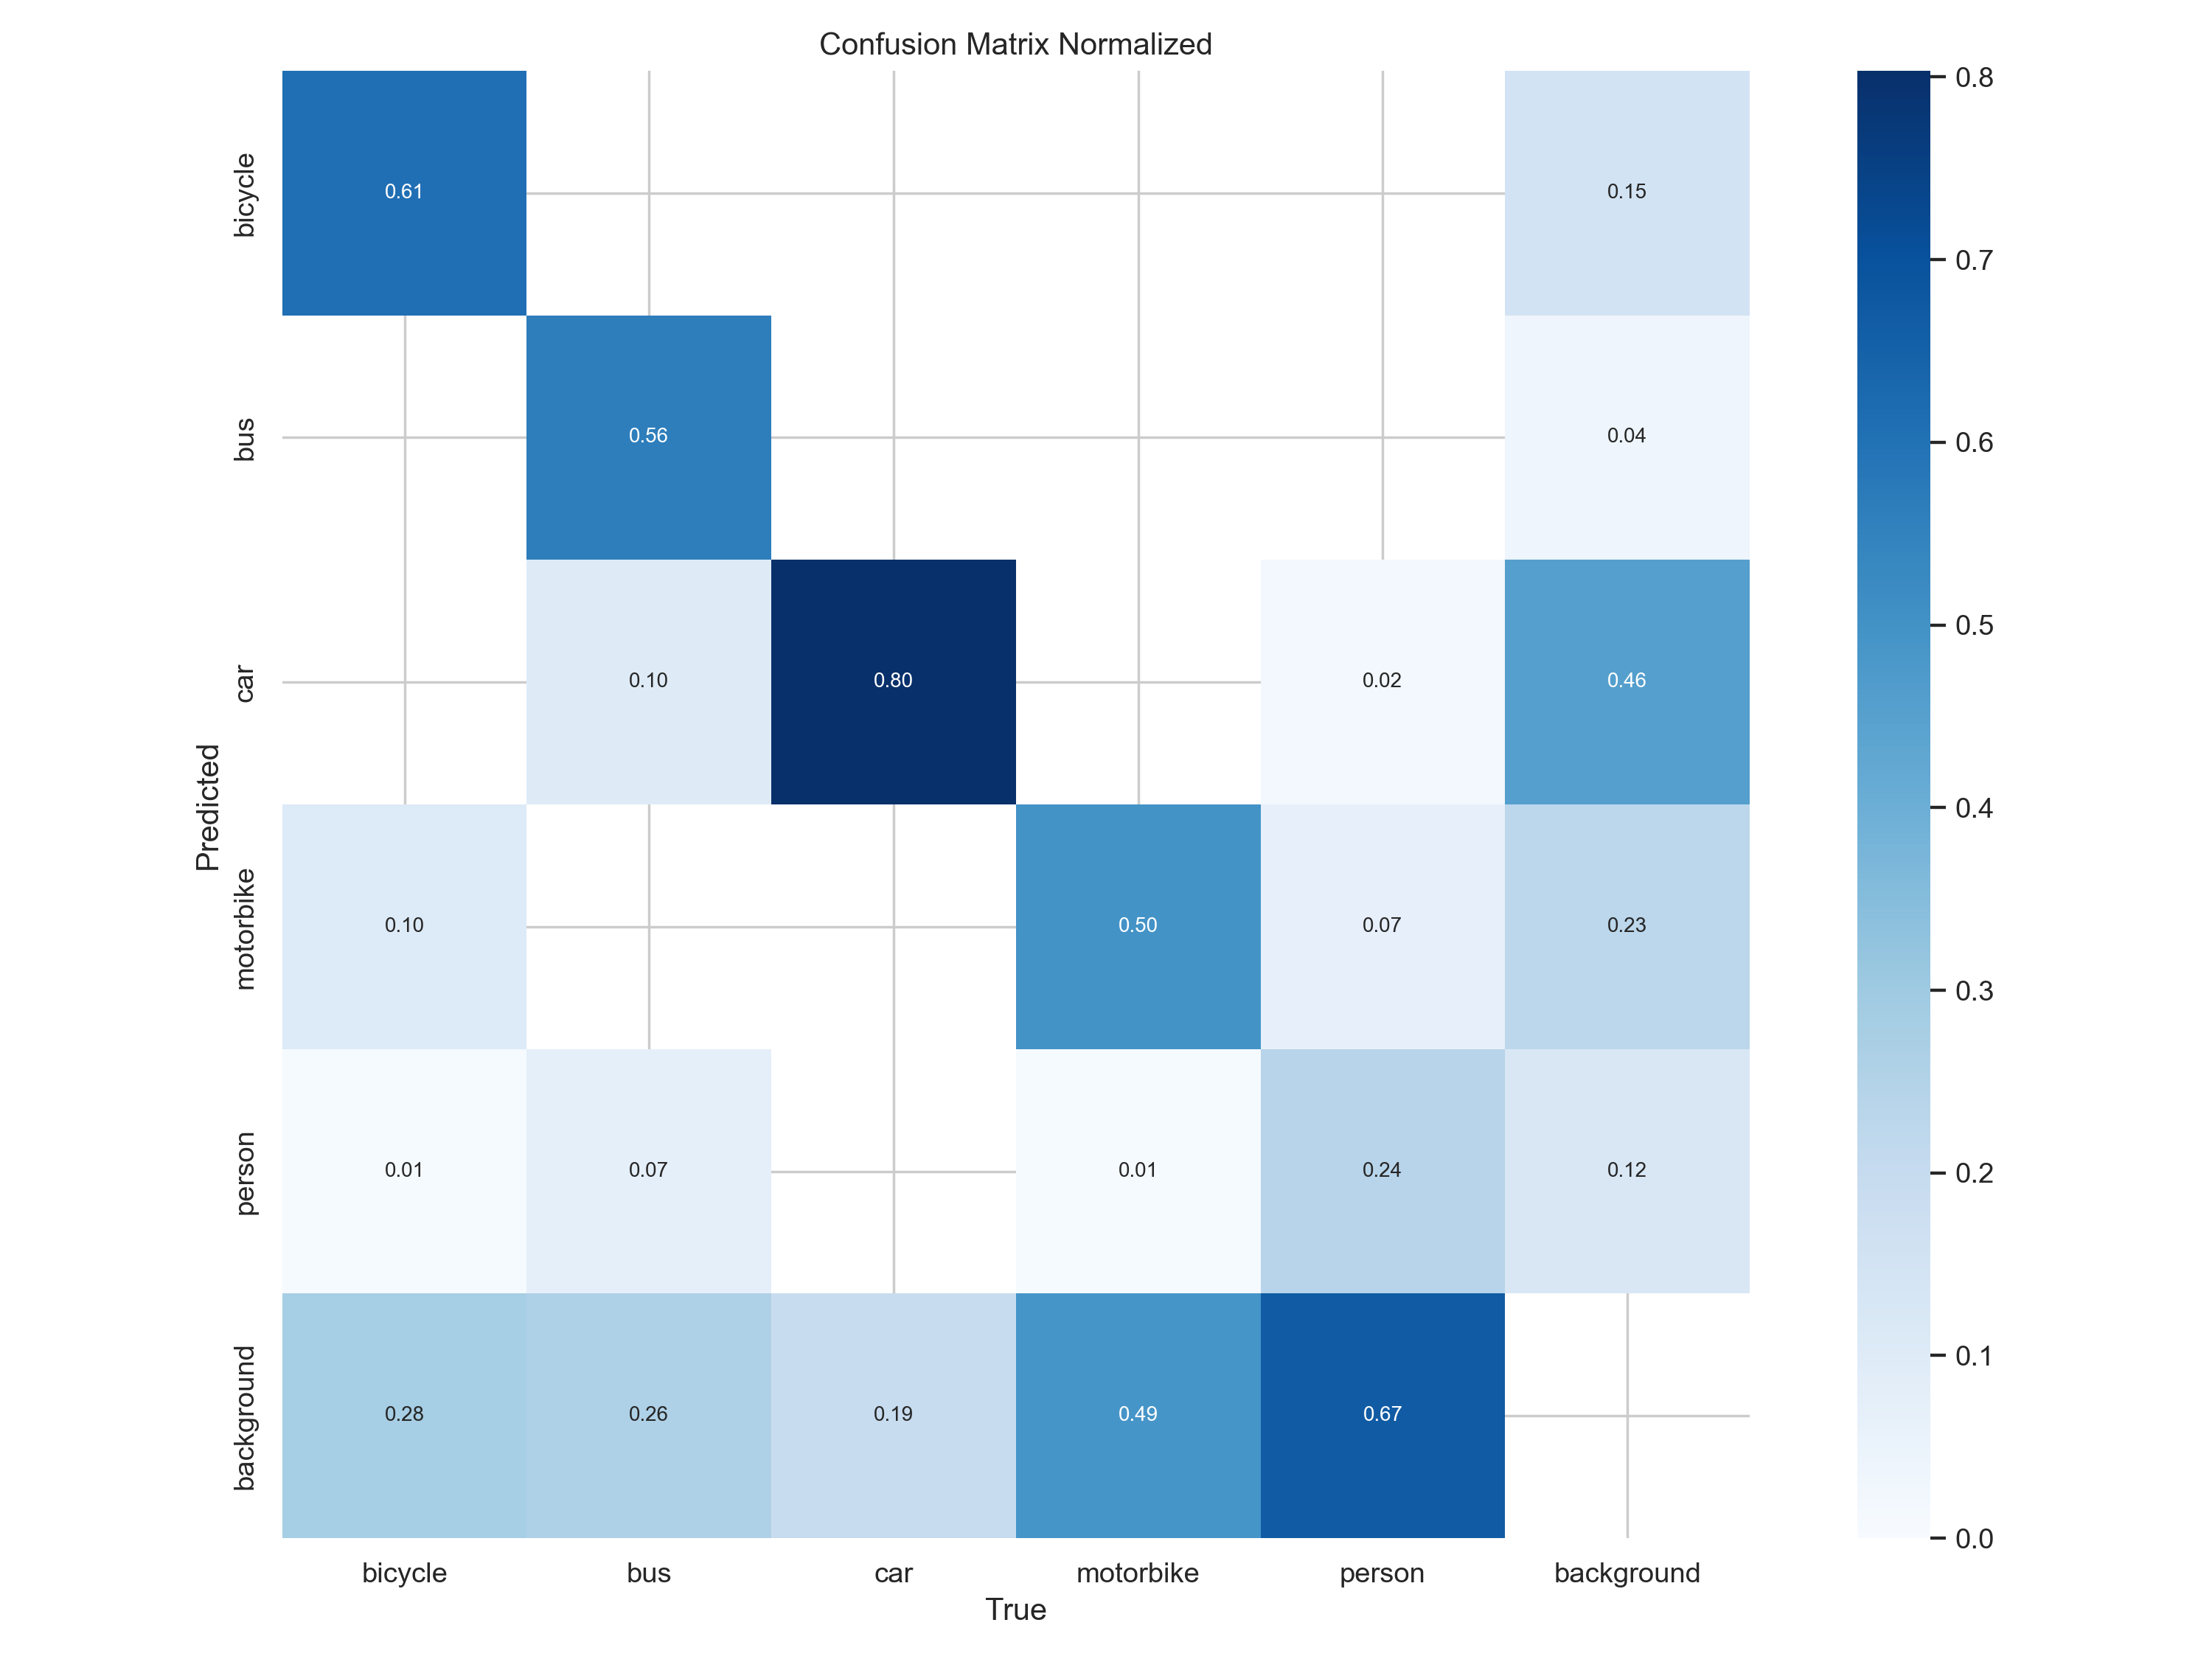 Confusion Matrix Normalized
bicycle
0.61
0.15
bus
0.56
0.04
car
0.10
0.80
0.02
0.46
motorbike
0.10
0.50
0.07
0.23
person
0.01
0.07
0.01
0.24
0.12
background
0.28
0.26
0.19
0.49
0.67
Predicted
bicycle
bus
car
motorbike
person
background
True
0.8
0.7
0.6
0.5
0.4
0.3
0.2
0.1
0.0